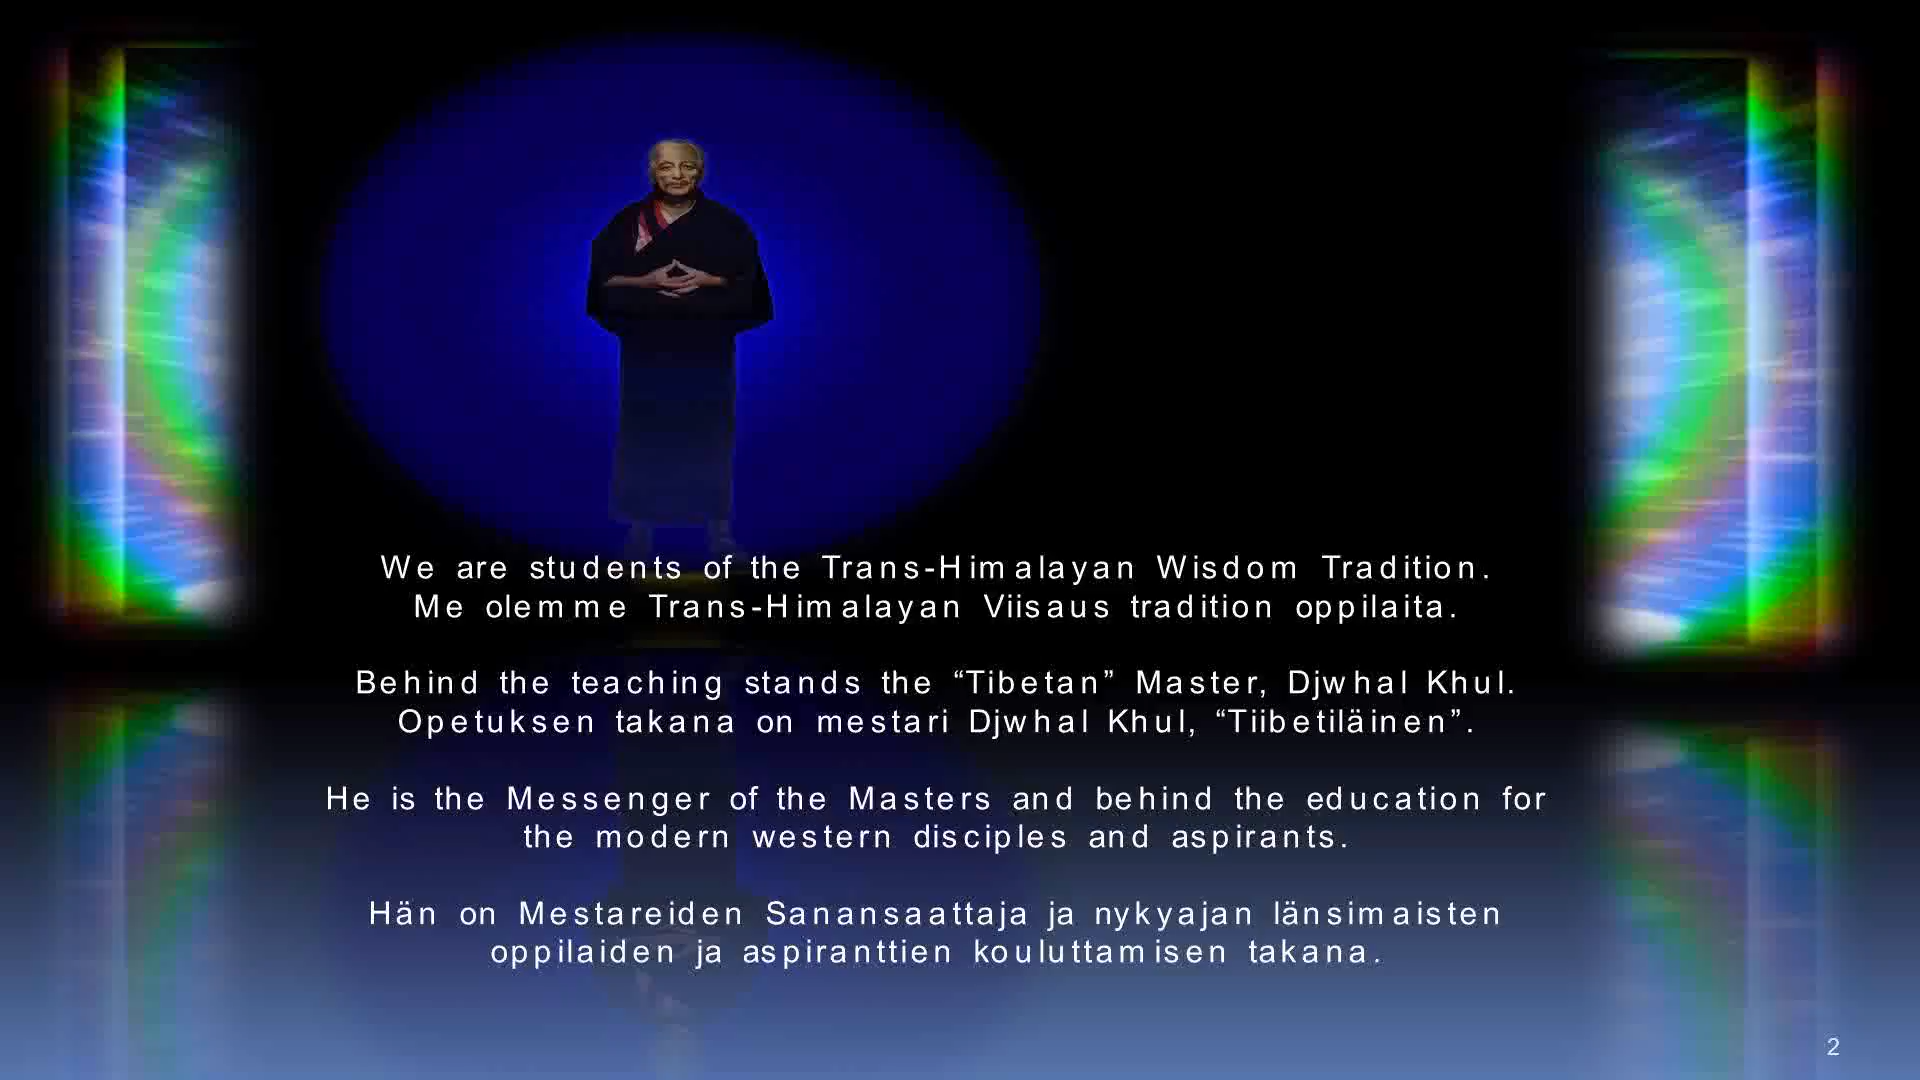 We are students of the Trans-Himalayan Wisdom Tradition.
Me olemme Trans-Himalayan Viisaus tradition oppilaita.
Behind the teaching stands the “Tibetan” Master, Djwhal Khul.
Opetuksen takana on mestari Djwhal Khul, “Tiibetiläinen”.
He is the Messenger of the Masters and behind the education for
the modern western disciples and aspirants.
Hän on Mestareiden Sanansaattaja ja nykyajan länsimaisten
oppilaiden ja aspiranttien kouluttamisen takana.
2